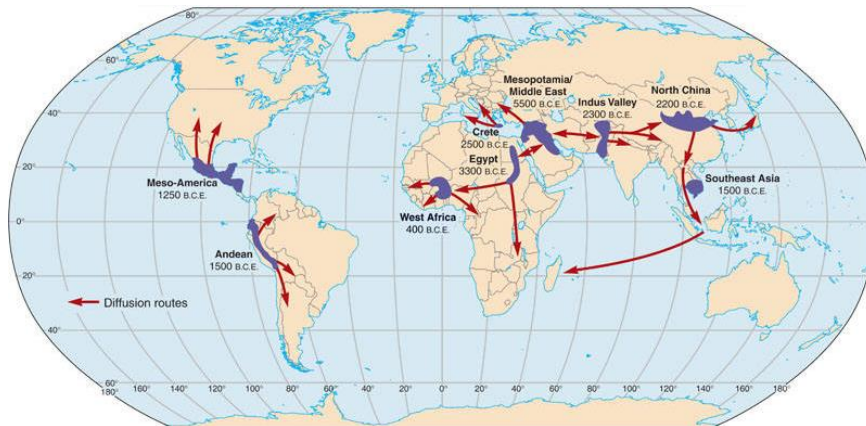 80°
60°
40°
20°
0°
20°
40°
60°
Mesopotamia/
Middle East
5500 B.C.E.
Indus Valley
2300 B.C.E.
North China
2200 B.C.E.
Crete
2500 B.C.E.
Egypt
3300 B.C.E.
Meso-America
1250 B.C.E.
West Africa
400 B.C.E.
Southeast Asia
1500 B.C.E.
Andean
1500 B.C.E.
Diffusion routes
160° 140° 120° 100° 80° 60° 40° 20° 0° 20° 40° 60° 80° 100° 120° 140° 160° 180°
80°